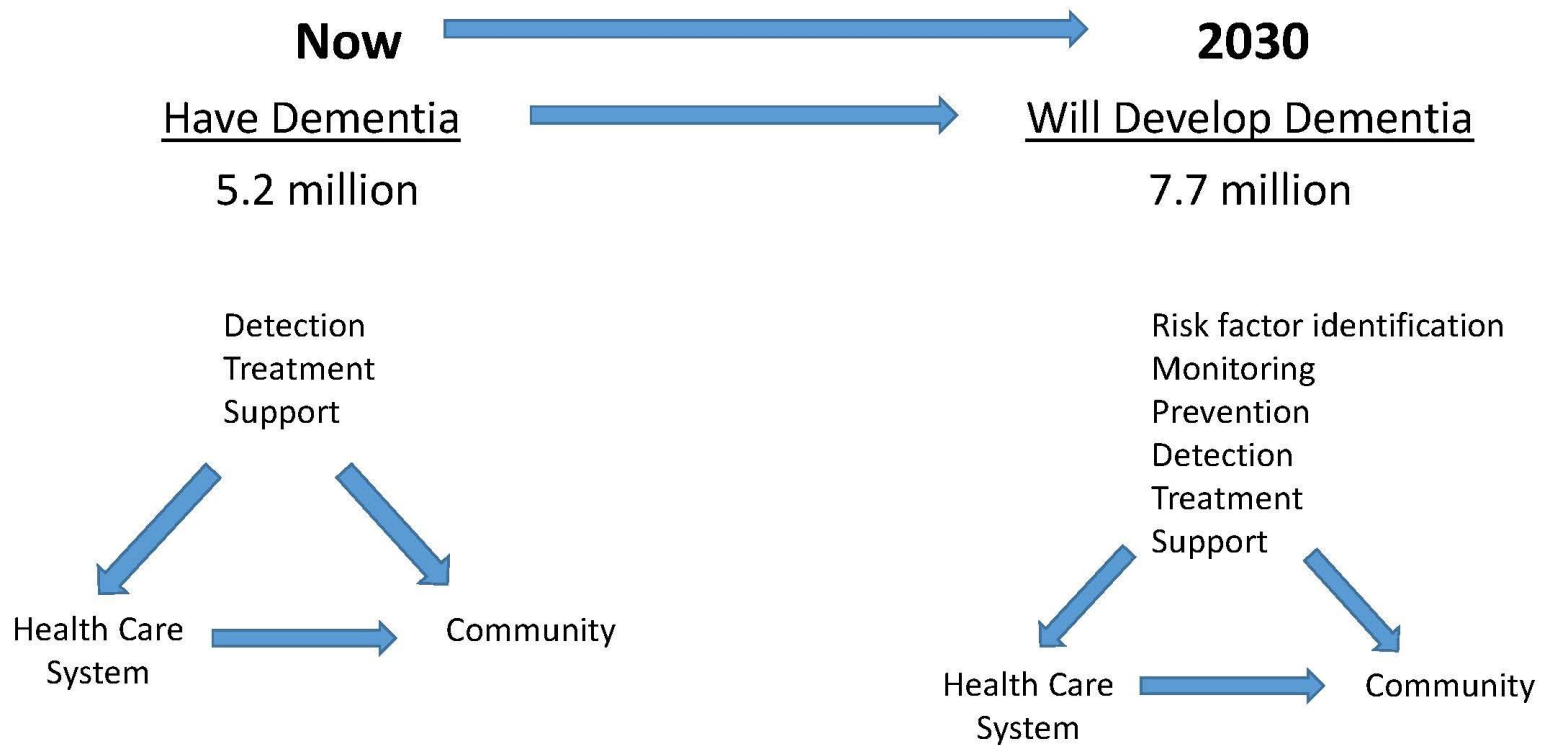 Now
2030
Have Dementia
Will Develop Dementia
5.2 million
7.7 million
Detection
Treatment
Support
Health Care
System
Community
Risk factor identification
Monitoring
Prevention
Detection
Treatment
Support
Health Care
System
Community